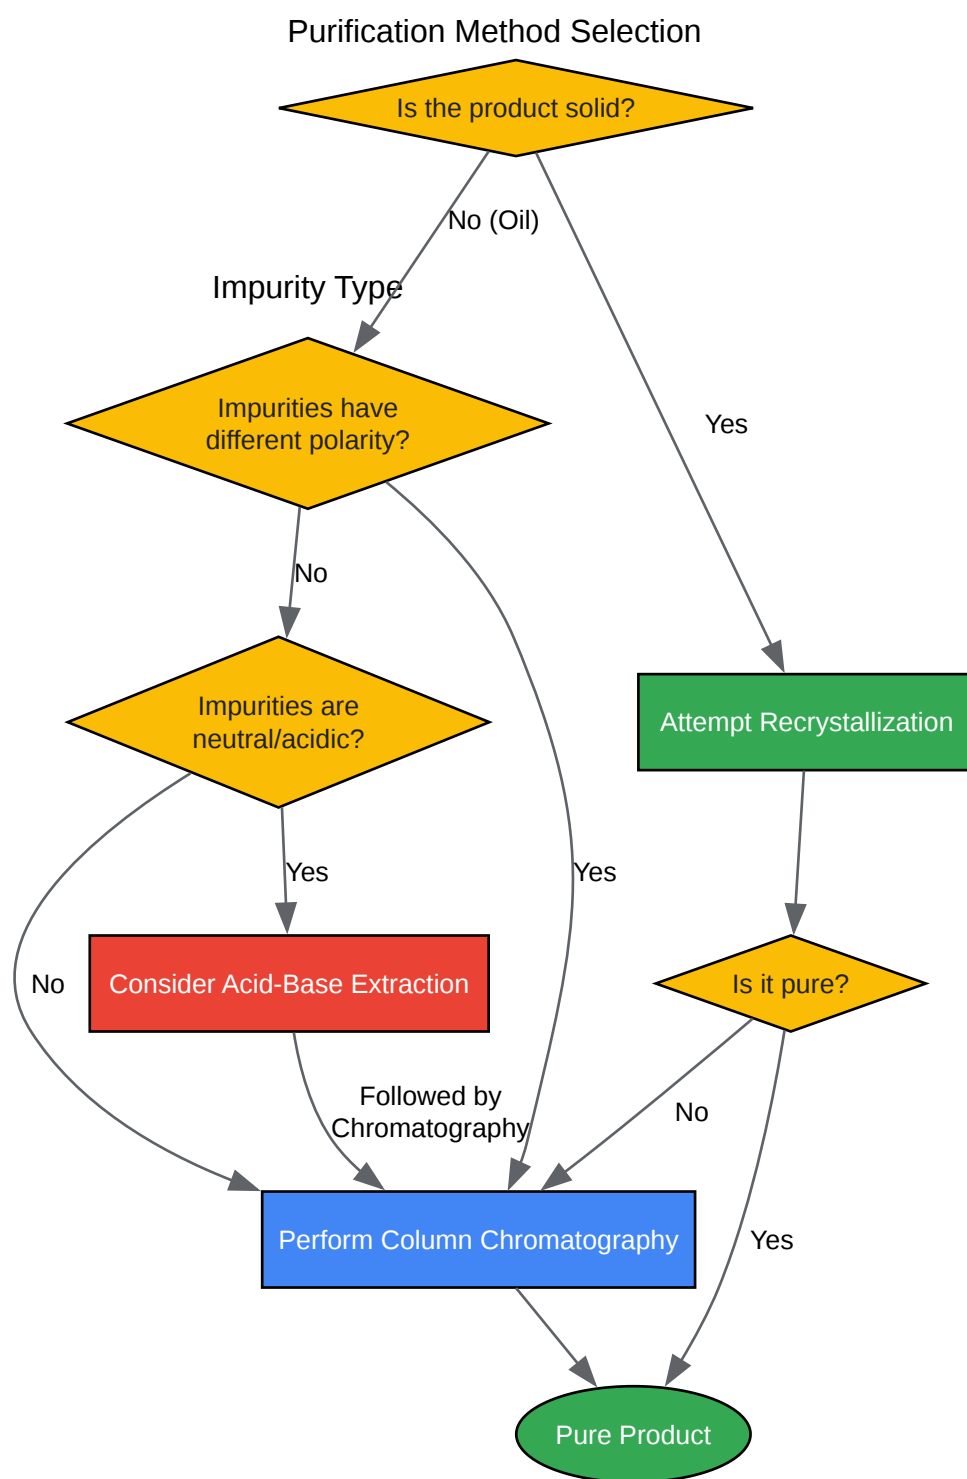 Purification Method Selection
Is the product solid?
No (Oil)
Impurity Type
Impurities have
different polarity?
Yes
No
Impurities are
neutral/acidic?
Attempt Recrystallization
Yes
Yes
No
Consider Acid-Base Extraction
Is it pure?
Followed by
Chromatography
No
Perform Column Chromatography
Yes
Pure Product